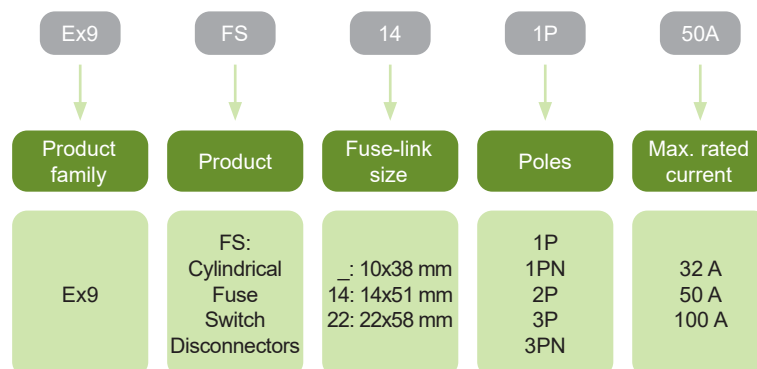 Ex9 FS 14 1P 50A
Product family
Product
Fuse-link size
Poles
Max. rated current
Ex9
FS:
Cylindrical
Fuse
Switch
Disconnectors
_: 10x38 mm
14: 14x51 mm
22: 22x58 mm
1P
1PN
2P
3P
3PN
32 A
50 A
100 A